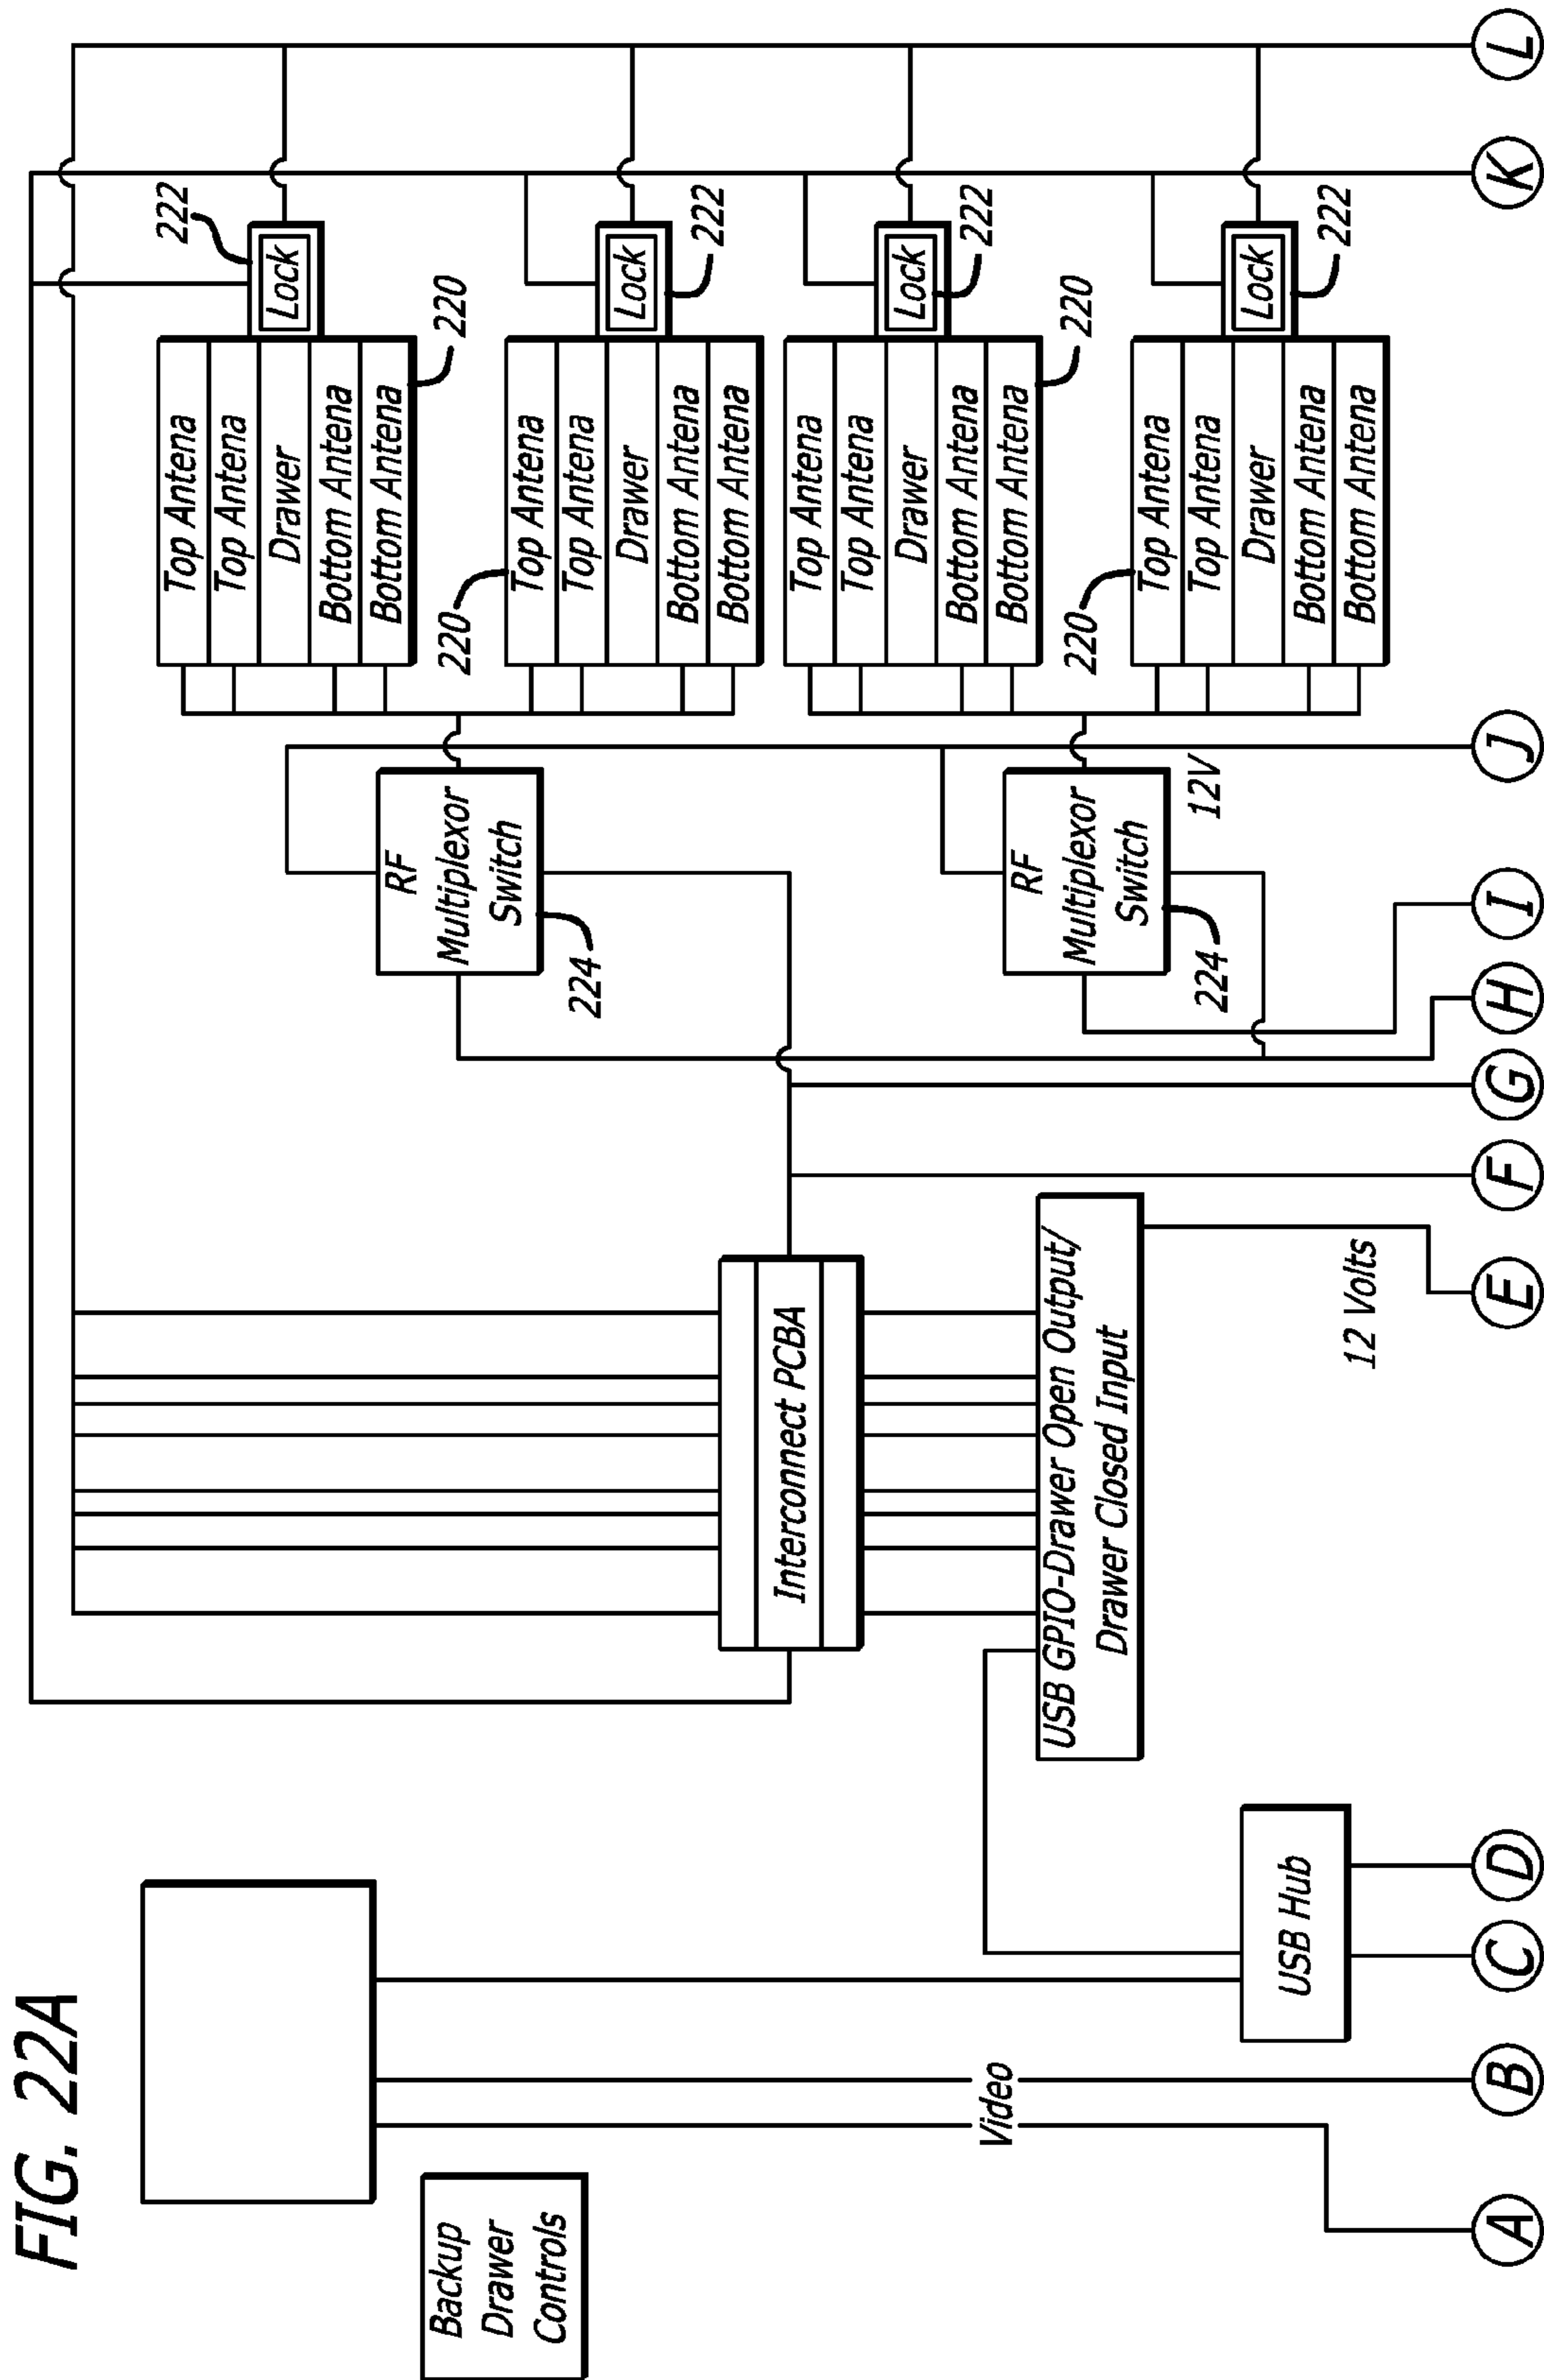 FIG. 22A
Backup
Drawer
Controls
Video
USB Hub
Interconnect PCBA
USB GPIO-Drawer Open Output/
Drawer Closed Input
12 Volts
RF
Multiplexor
Switch
224
RF
Multiplexor
Switch
224
12V
Top Antena
Top Antena
Drawer
Bottom Antena
Bottom Antena
220
Lock
222
Top Antena
Top Antena
Drawer
Bottom Antena
Bottom Antena
220
Lock
222
Top Antena
Top Antena
Drawer
Bottom Antena
Bottom Antena
220
Lock
222
Top Antena
Top Antena
Drawer
Bottom Antena
Bottom Antena
220
Lock
222
A
B
C
D
E
F
G
H
I
J
K
L